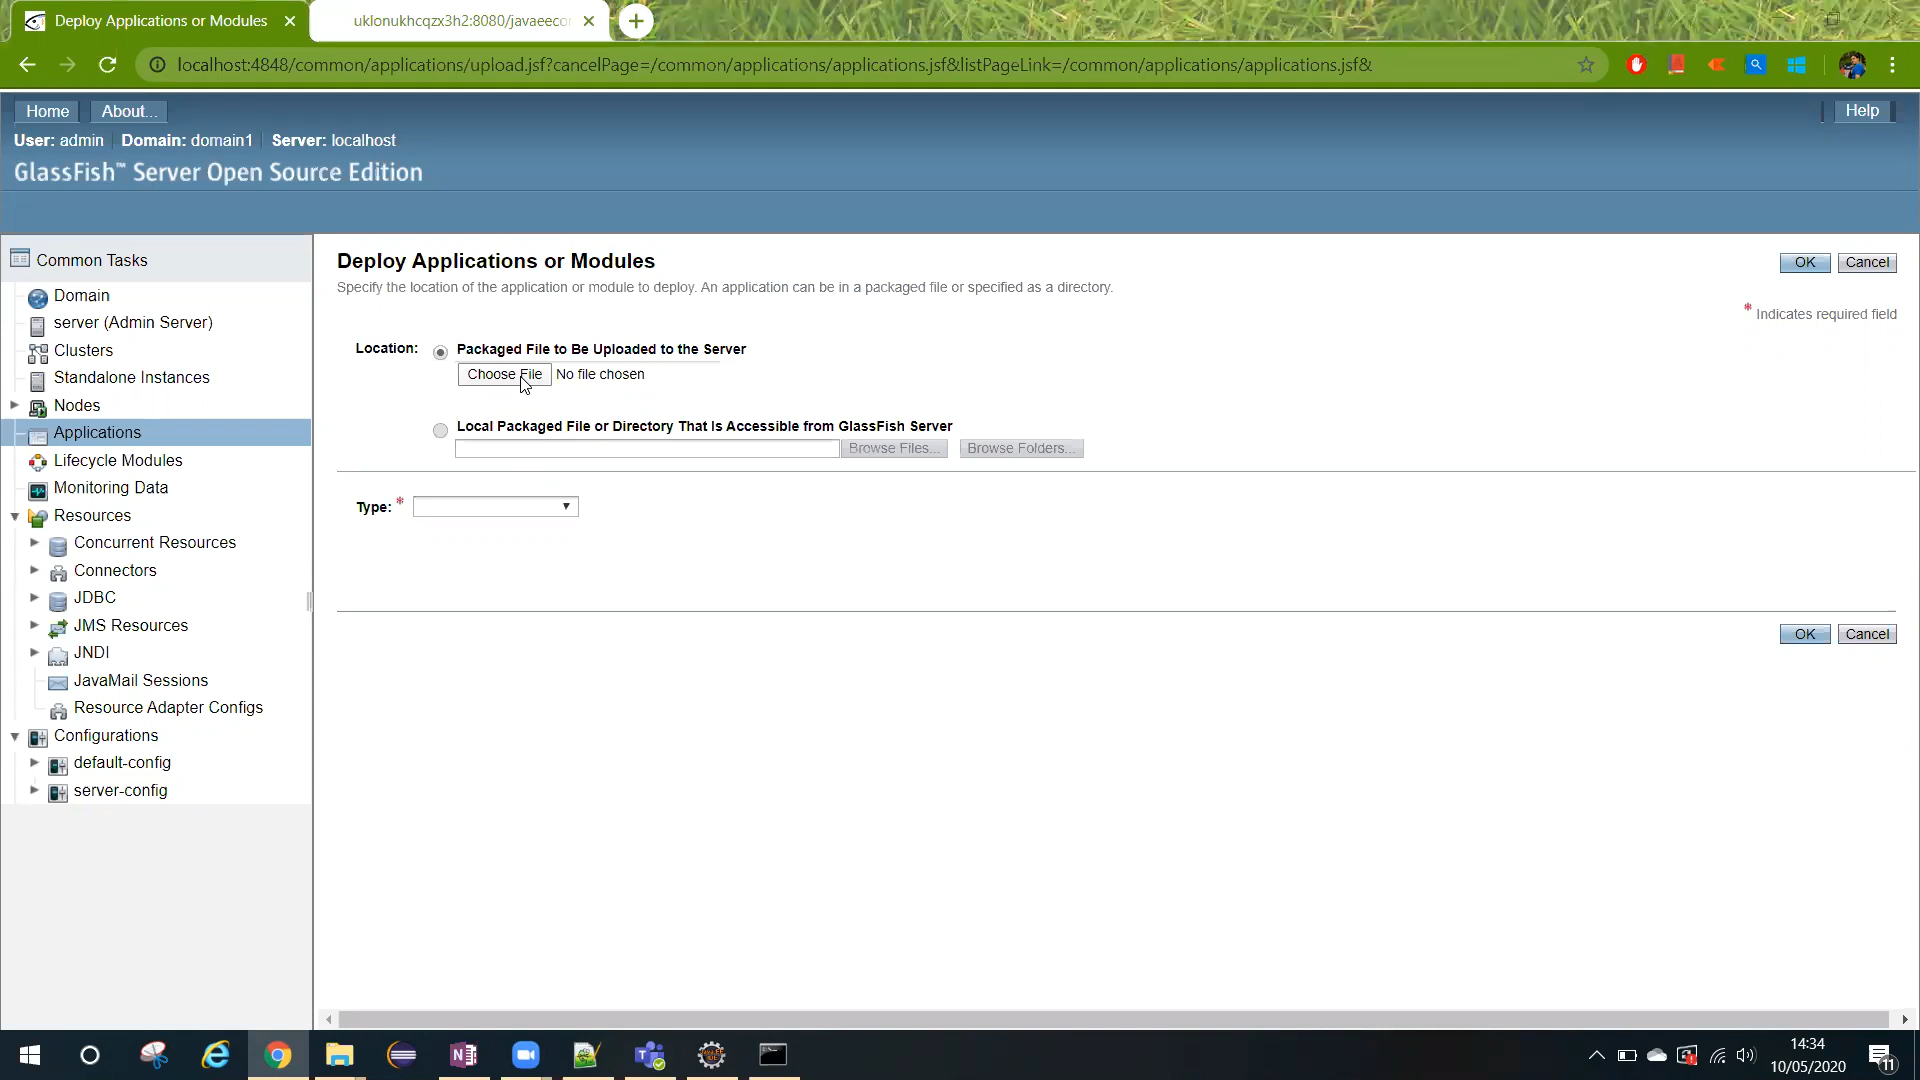 Deploy Applications or Modules
uklonukhcqzx3h2:8080/javaeecon
localhost:4848/common/applications/upload.jsf?cancelPage=/common/applications/applications.jsf&listPageLink=/common/applications/applications.jsf&
Home
About...
Help
User: admin
Domain: domain1
Server: localhost
GlassFish™ Server Open Source Edition
Common Tasks
Domain
server (Admin Server)
Clusters
Standalone Instances
Nodes
Applications
Lifecycle Modules
Monitoring Data
Resources
Concurrent Resources
Connectors
JDBC
JMS Resources
JNDI
JavaMail Sessions
Resource Adapter Configs
Configurations
default-config
server-config
Deploy Applications or Modules
OK
Cancel
Specify the location of the application or module to deploy. An application can be in a packaged file or specified as a directory.
* Indicates required field
Location:
Packaged File to Be Uploaded to the Server
Choose File
No file chosen
Local Packaged File or Directory That Is Accessible from GlassFish Server
Browse Files...
Browse Folders...
Type: *
OK
Cancel
14:34
10/05/2020
11